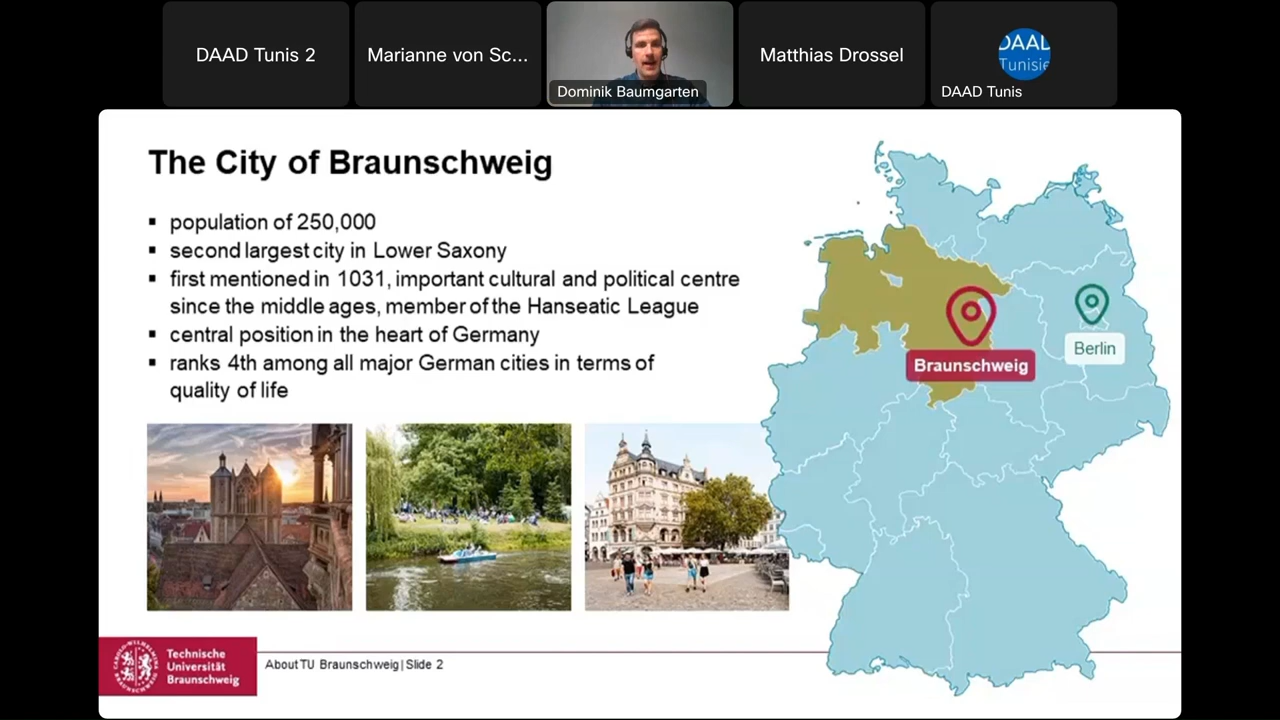 DAAD Tunis 2
Marianne von Sc...
Dominik Baumgarten
Matthias Drossel
DAAD
Tunisie
DAAD Tunis
The City of Braunschweig
▪ population of 250,000
▪ second largest city in Lower Saxony
▪ first mentioned in 1031, important cultural and political centre
since the middle ages, member of the Hanseatic League
▪ central position in the heart of Germany
▪ ranks 4th among all major German cities in terms of
quality of life
Braunschweig
Berlin
Technische
Universität
Braunschweig
About TU Braunschweig | Slide 2